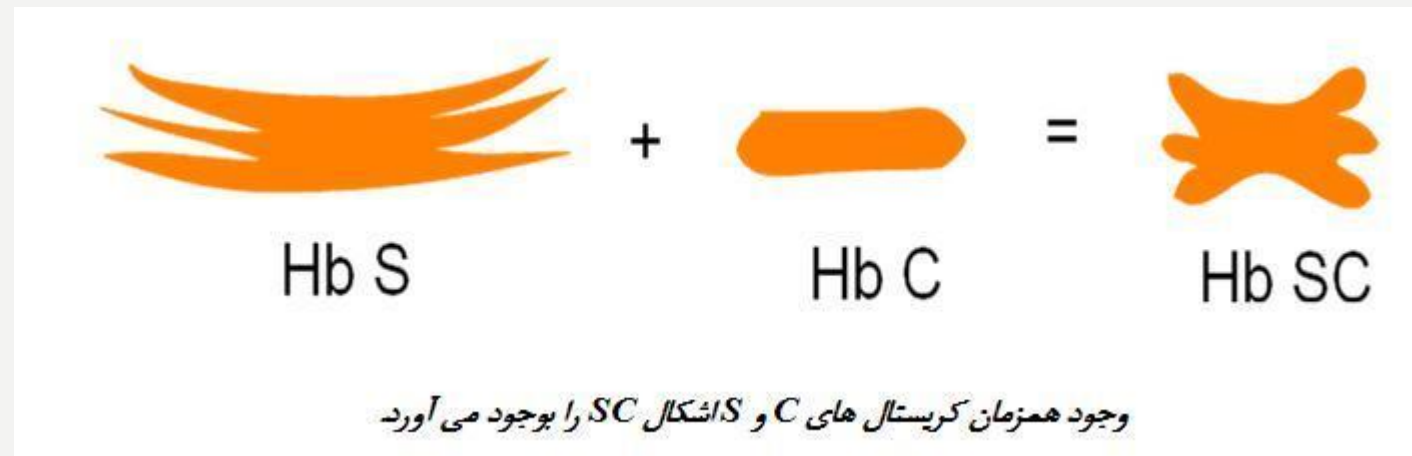 + =
Hb S Hb C Hb SC
وجود همزمان کریستال های C و S اشکال SC را بوجود می آورد.